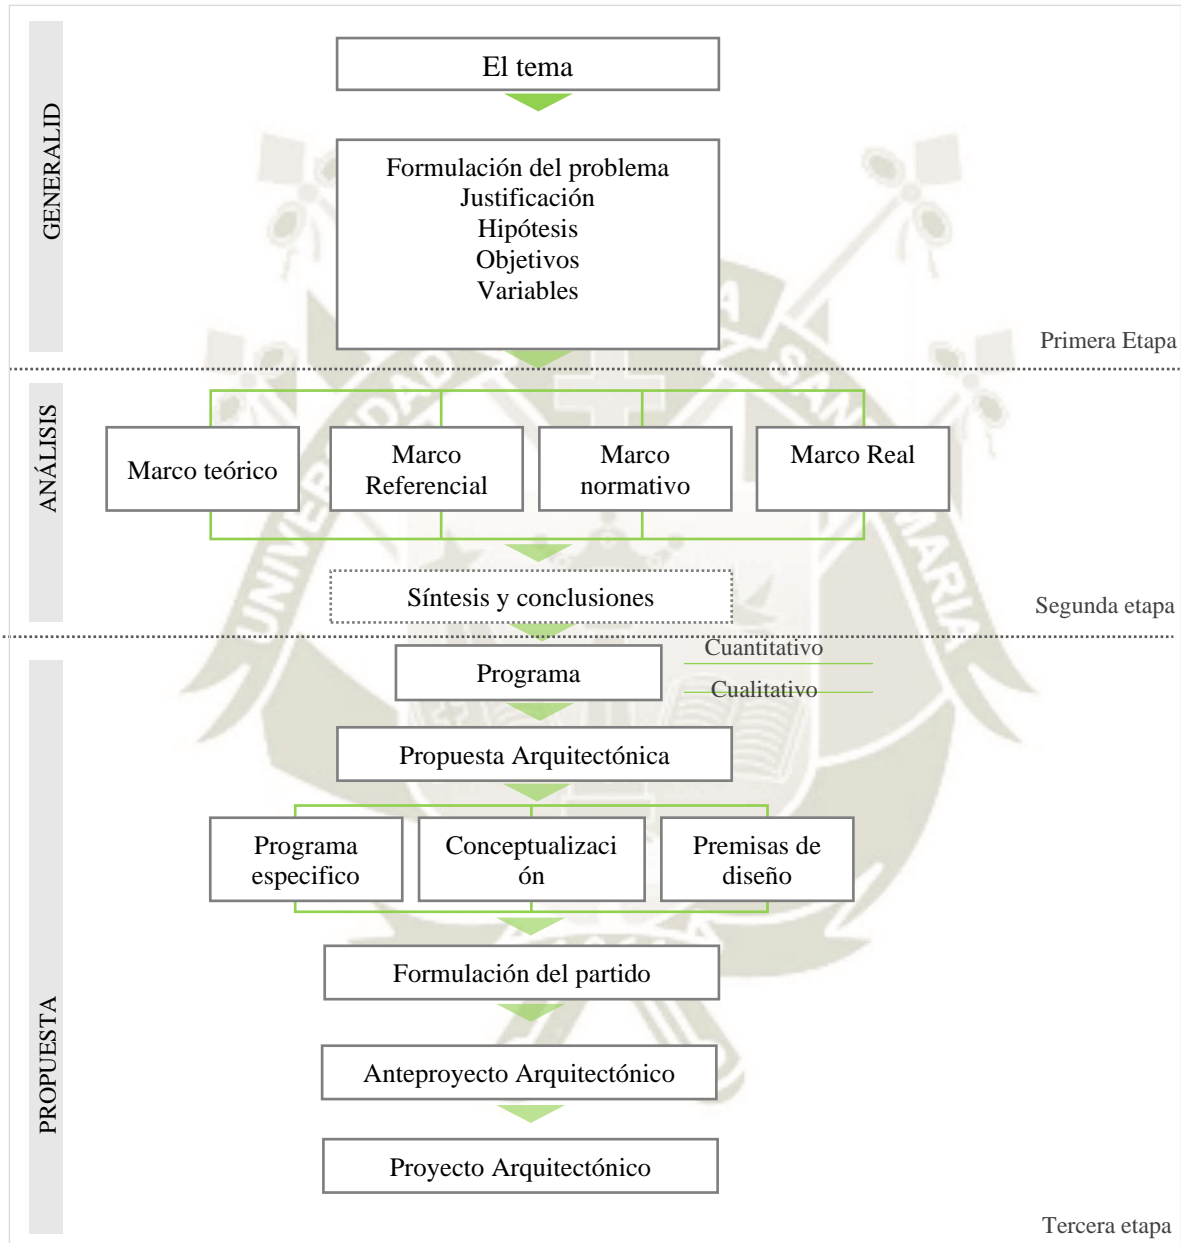 GENERALID
El tema
Formulación del problema
Justificación
Hipótesis
Objetivos
Variables
Primera Etapa
ANÁLISIS
Marco teórico
Marco
Referencial
Marco
normativo
Marco Real
Síntesis y conclusiones
Segunda etapa
PROPUESTA
Programa
Cuantitativo
Cualitativo
Propuesta Arquitectónica
Programa
especifico
Conceptualizaci
ón
Premisas de
diseño
Formulación del partido
Anteproyecto Arquitectónico
Proyecto Arquitectónico
Tercera etapa
SANTA MARIA